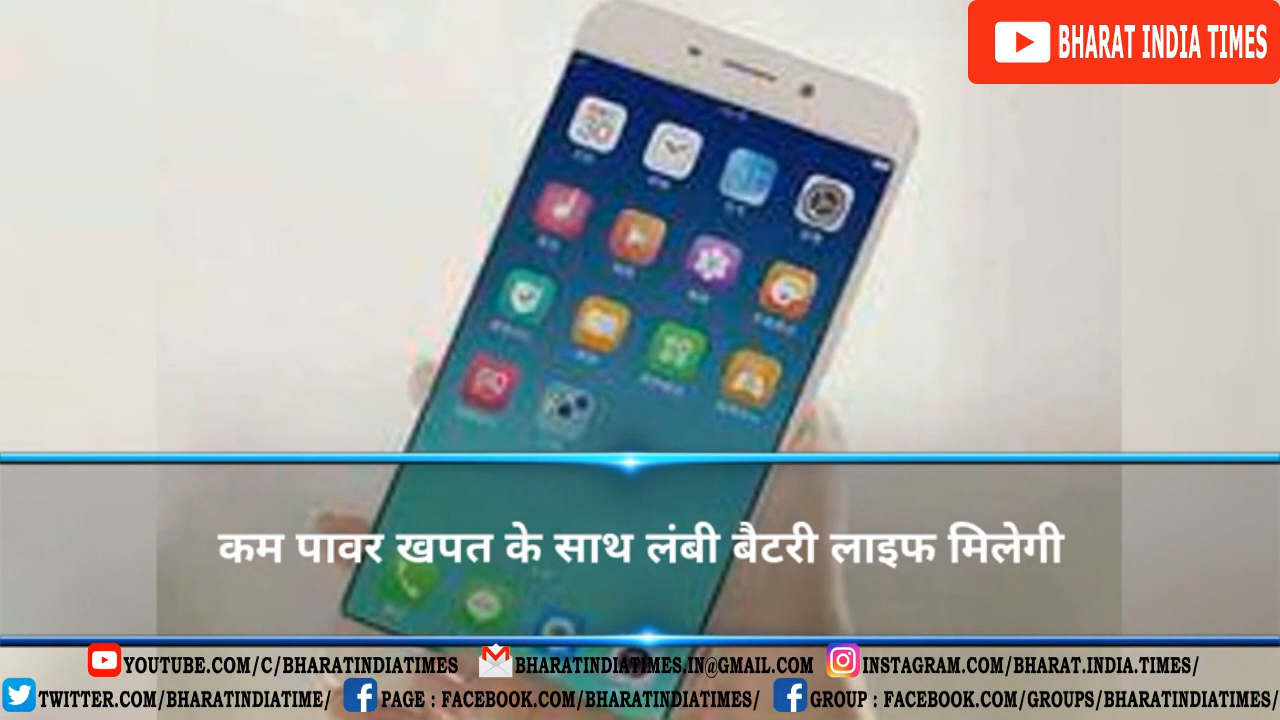 BHARAT INDIA TIMES
कम पावर खपत के साथ लंबी बैटरी लाइफ मिलेगी
YOUTUBE.COM/C/BHARATINDIATIMES BHARATINDIATIMES.IN@GMAIL.COM INSTAGRAM.COM/BHARAT.INDIA.TIMES/
TWITTER.COM/BHARATINDIATIME/ PAGE : FACEBOOK.COM/BHARATINDIATIMES/ GROUP : FACEBOOK.COM/GROUPS/BHARATINDIATIMES/